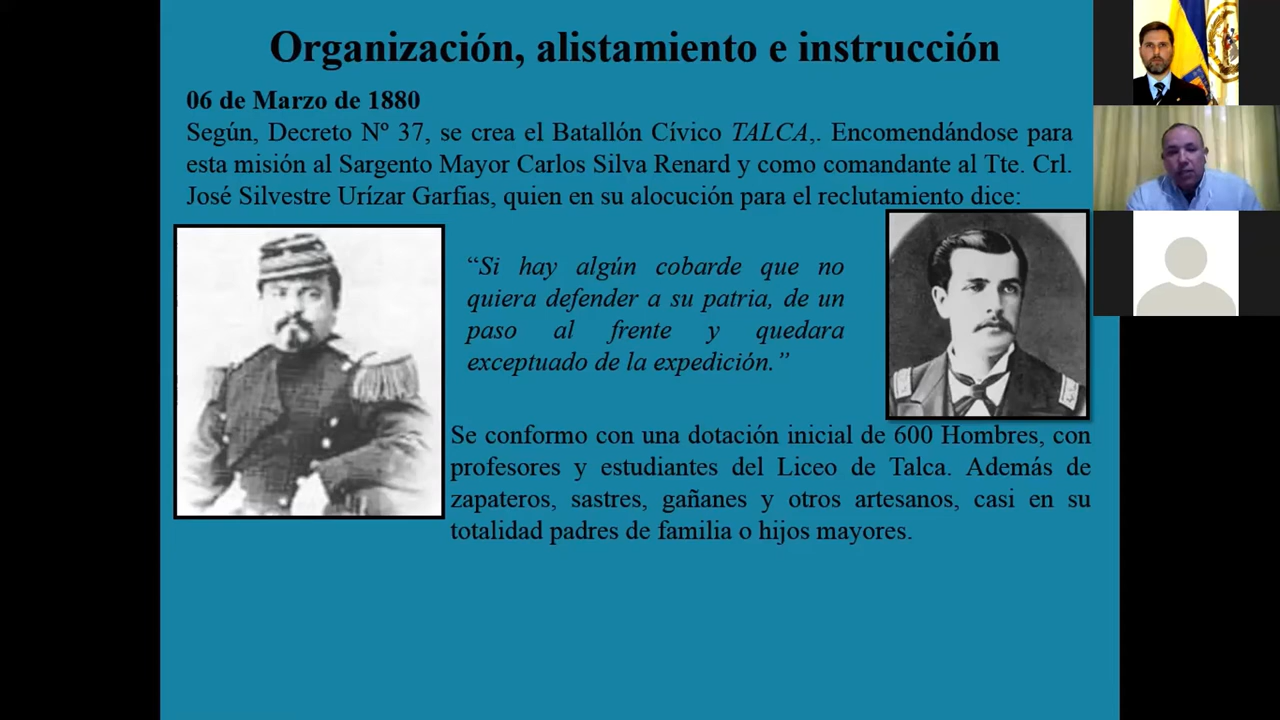 Organización, alistamiento e instrucción
06 de Marzo de 1880
Según, Decreto Nº 37, se crea el Batallón Cívico TALCA,. Encomendándose para
esta misión al Sargento Mayor Carlos Silva Renard y como comandante al Tte. Crl.
José Silvestre Urízar Garfias, quien en su alocución para el reclutamiento dice:
“Si hay algún cobarde que no
quiera defender a su patria, de un
paso al frente y quedara
exceptuado de la expedición.”
Se conformo con una dotación inicial de 600 Hombres, con
profesores y estudiantes del Liceo de Talca. Además de
zapateros, sastres, gañanes y otros artesanos, casi en su
totalidad padres de familia o hijos mayores.